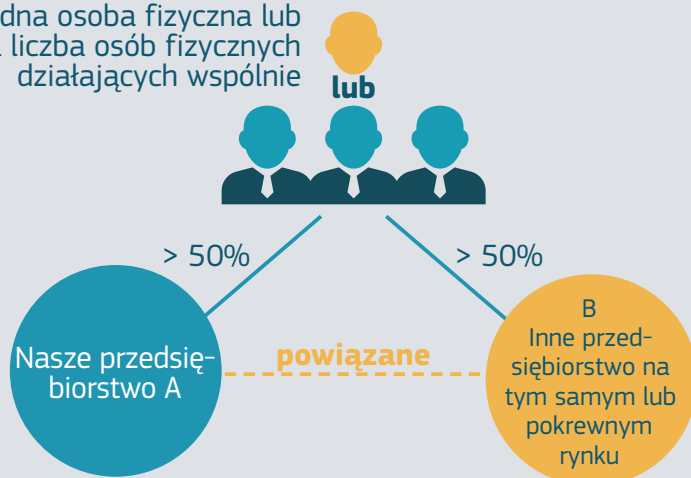 dna osoba fizyczna lub
liczba osób fizycznych
działających wspólnie
lub
> 50%
> 50%
Nasze przedsię-
biorstwo A
powiązane
B
Inne przed-
siębiorstwo na
tym samym lub
pokrewnym
rynku